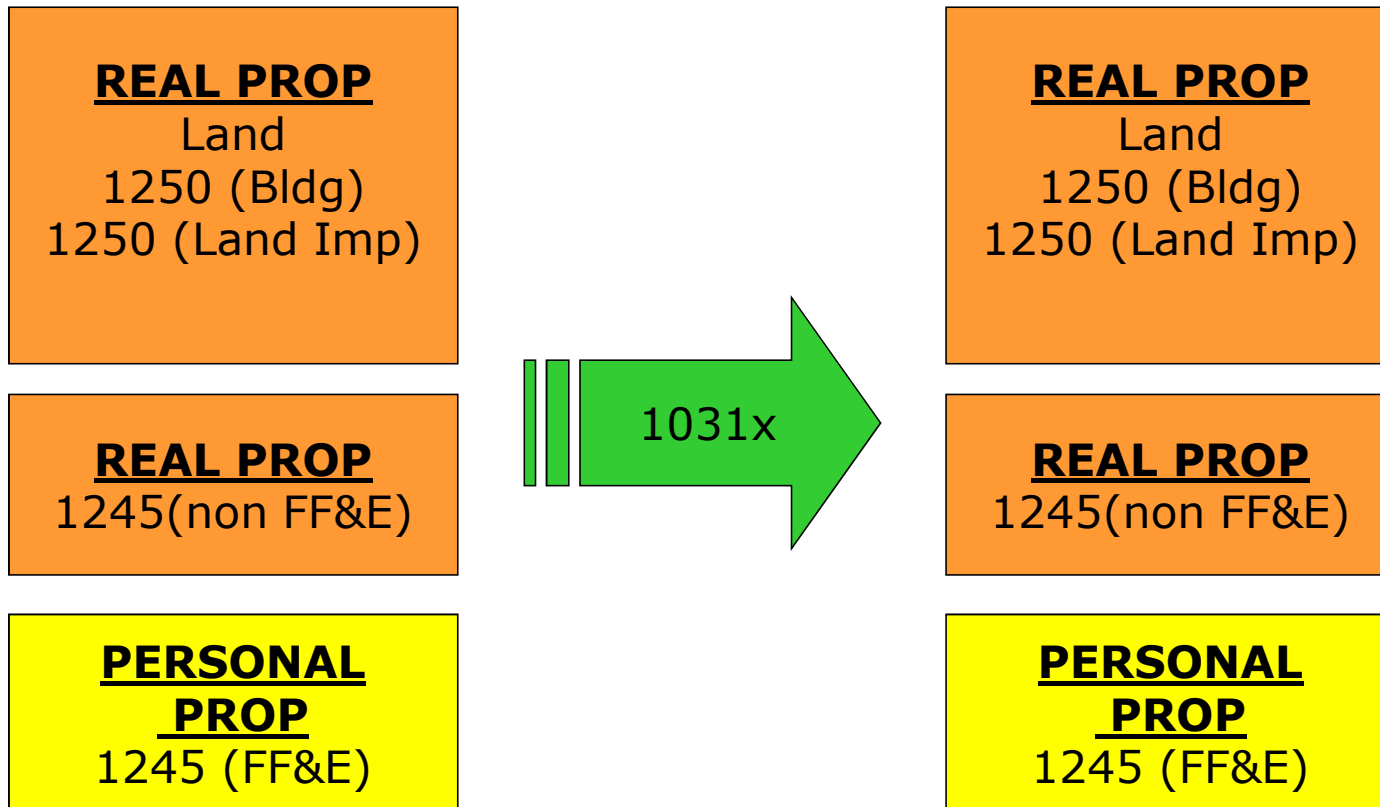 REAL PROP
Land
1250 (Bldg)
1250 (Land Imp)
REAL PROP
1245(non FF&E)
PERSONAL
PROP
1245 (FF&E)
1031x
REAL PROP
Land
1250 (Bldg)
1250 (Land Imp)
REAL PROP
1245(non FF&E)
PERSONAL
PROP
1245 (FF&E)